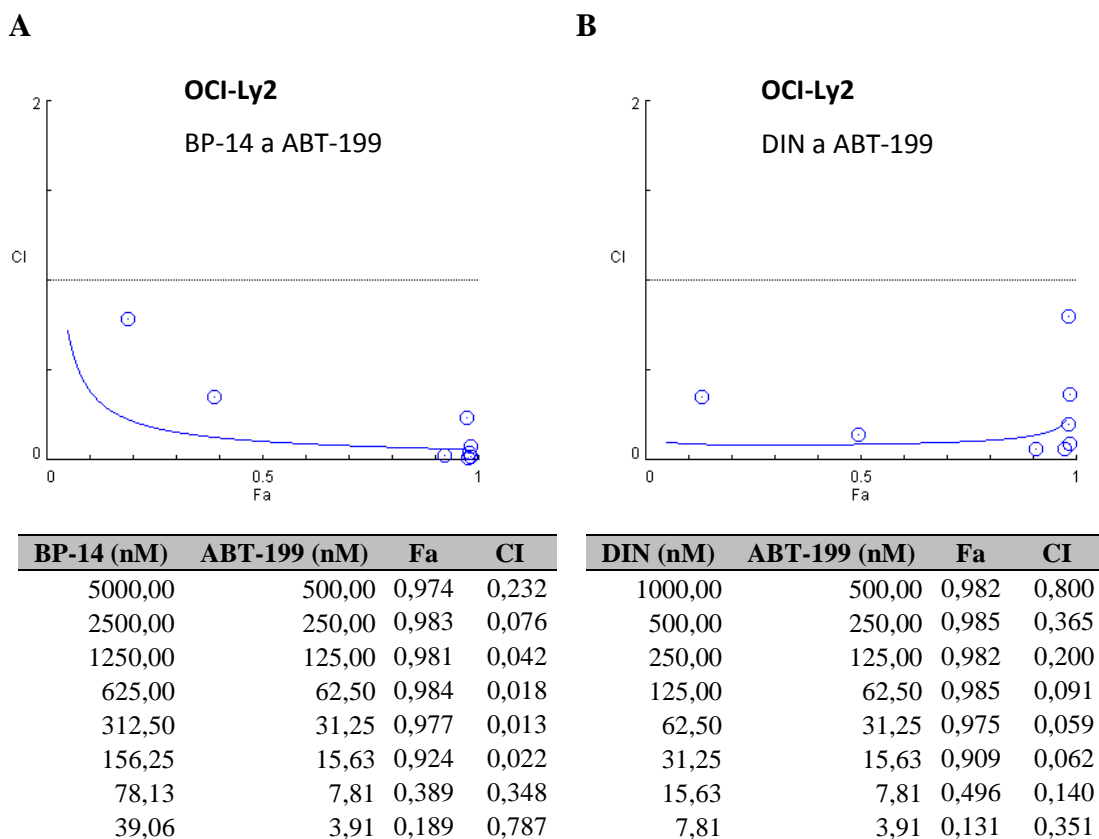 A
OCI-Ly2
BP-14 a ABT-199
2
CI
0
0
0.5
1
Fa
BP-14 (nM) ABT-199 (nM) Fa CI
5000,00 500,00 0,974 0,232
2500,00 250,00 0,983 0,076
1250,00 125,00 0,981 0,042
625,00 62,50 0,984 0,018
312,50 31,25 0,977 0,013
156,25 15,63 0,924 0,022
78,13 7,81 0,389 0,348
39,06 3,91 0,189 0,787
B
OCI-Ly2
DIN a ABT-199
2
CI
0
0
0.5
1
Fa
DIN (nM) ABT-199 (nM) Fa CI
1000,00 500,00 0,982 0,800
500,00 250,00 0,985 0,365
250,00 125,00 0,982 0,200
125,00 62,50 0,985 0,091
62,50 31,25 0,975 0,059
31,25 15,63 0,909 0,062
15,63 7,81 0,496 0,140
7,81 3,91 0,131 0,351